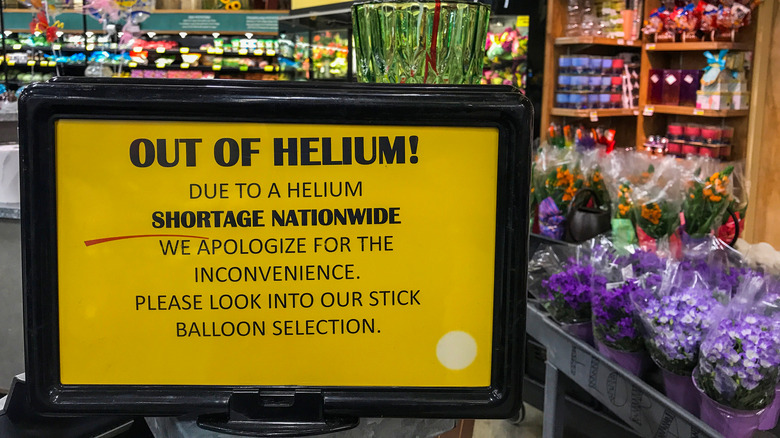 OUT OF HELIUM!
DUE TO A HELIUM
SHORTAGE NATIONWIDE
WE APOLOGIZE FOR THE
INCONVENIENCE.
PLEASE LOOK INTO OUR STICK
BALLOON SELECTION.